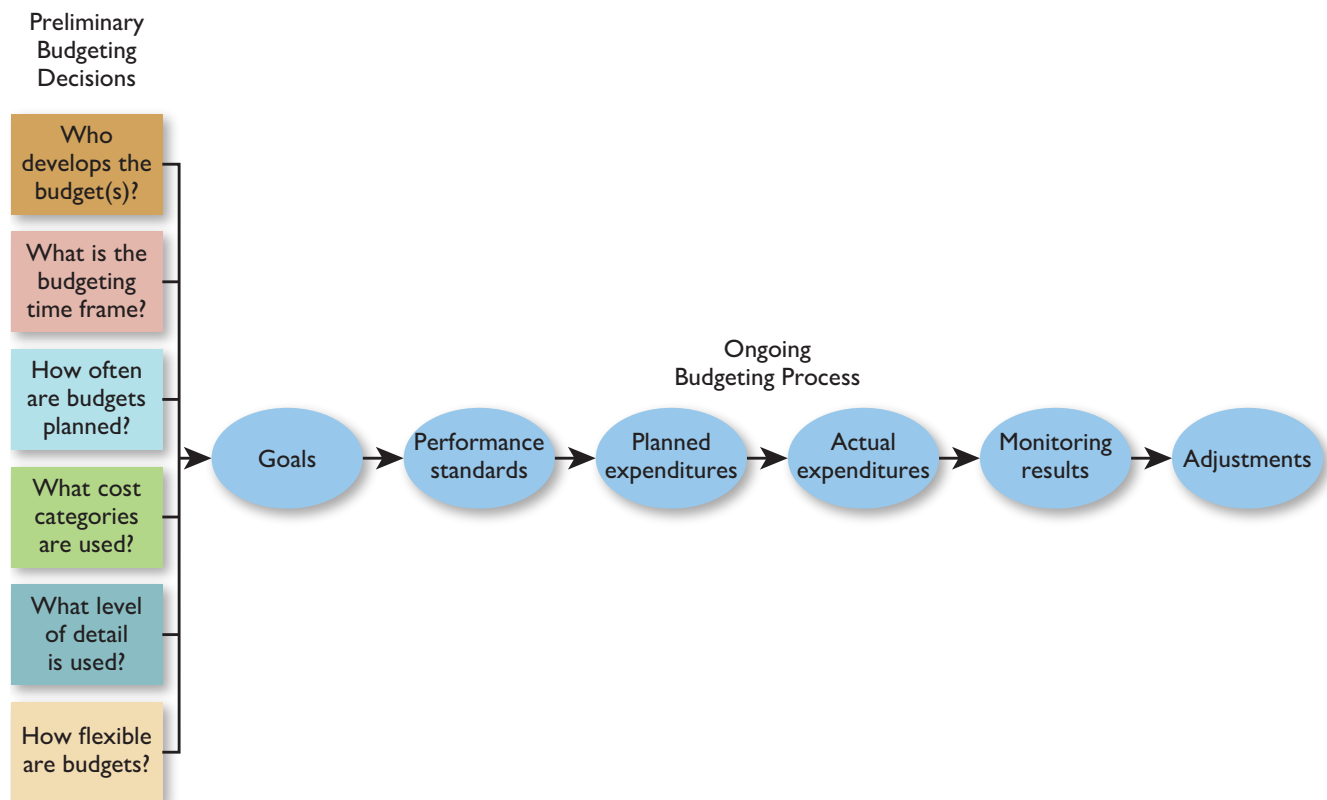 Preliminary
Budgeting
Decisions
Who
develops the
budget(s)?
What is the
budgeting
time frame?
How often
are budgets
planned?
What cost
categories
are used?
What level
of detail
is used?
How flexible
are budgets?
Ongoing
Budgeting Process
Goals
Performance
standards
Planned
expenditures
Actual
expenditures
Monitoring
results
Adjustments